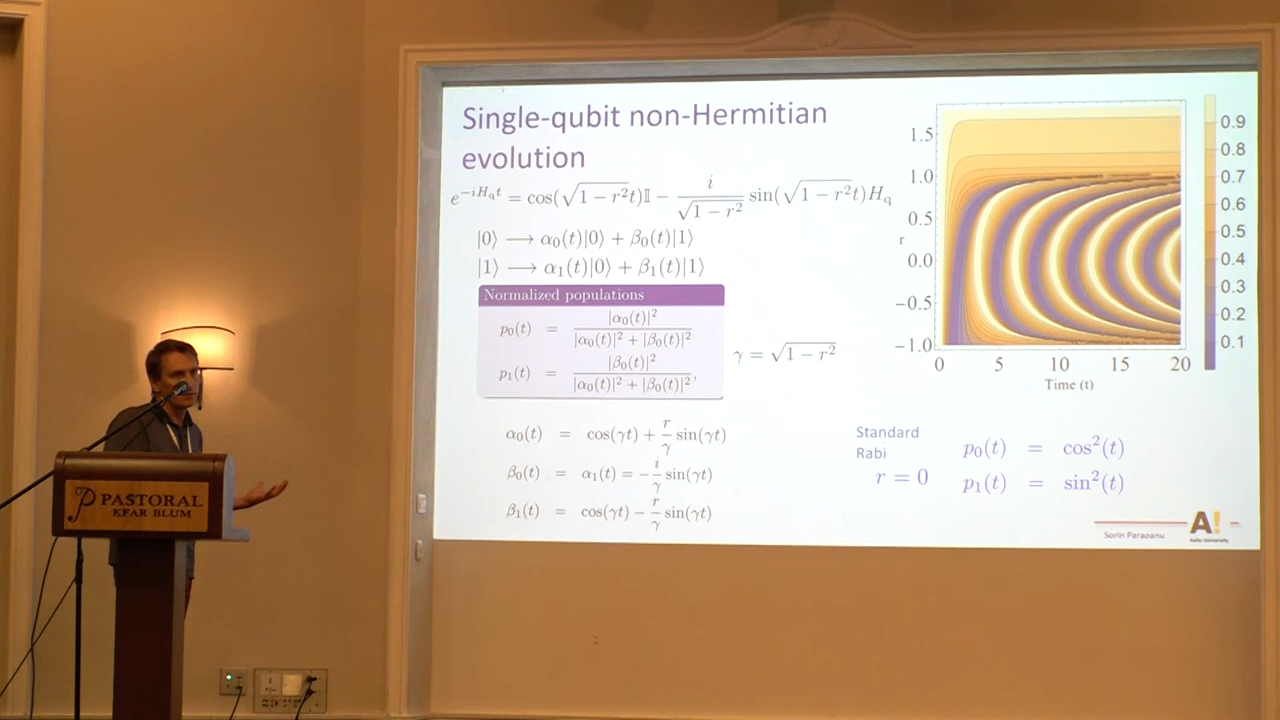 Single-qubit non-Hermitian
evolution
e^{-iH_q t} = cos(√(1−r²)t)𝕀 − i/√(1−r²) sin(√(1−r²)t)H_q
|0⟩ ⟶ α₀(t)|0⟩ + β₀(t)|1⟩
|1⟩ ⟶ α₁(t)|0⟩ + β₁(t)|1⟩
Normalized populations
p₀(t) = |α₀(t)|² / |α₀(t)|² + |β₀(t)|²
p₁(t) = |β₀(t)|² / |α₀(t)|² + |β₀(t)|²,
γ = √(1−r²)
α₀(t) = cos(γt) + r/γ sin(γt)
β₀(t) = α₁(t) = −i/γ sin(γt)
β₁(t) = cos(γt) − r/γ sin(γt)
1.5
1.0
0.5
0.0
−0.5
−1.0
r
0 5 10 15 20
Time (t)
0.9
0.8
0.7
0.6
0.5
0.4
0.3
0.2
0.1
Standard
Rabi
r = 0
p₀(t) = cos²(t)
p₁(t) = sin²(t)
Sorin Paraoanu
A!
Aalto University
PASTORAL
KFAR BLUM